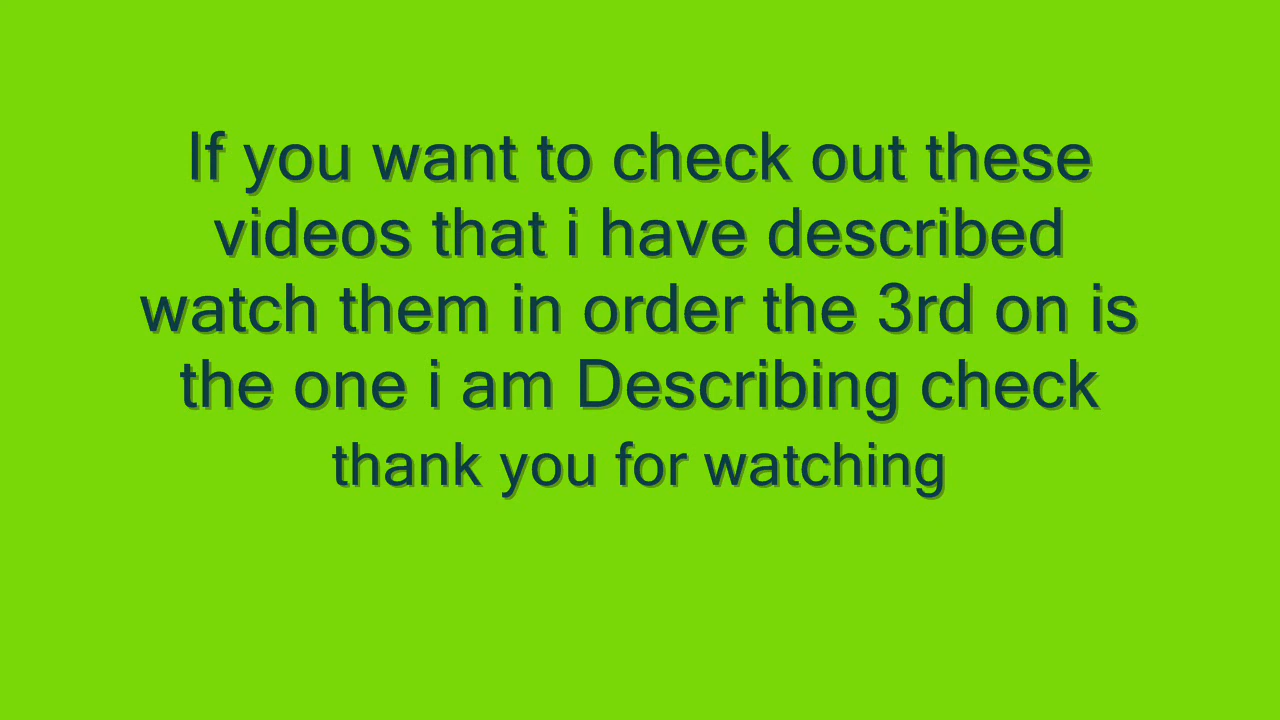 If you want to check out these
videos that i have described
watch them in order the 3rd on is
the one i am Describing check
thank you for watching